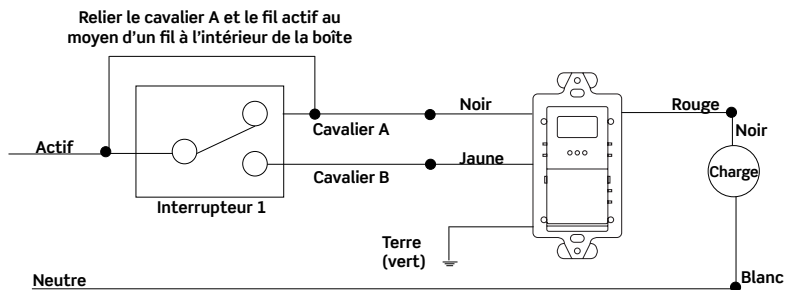 Relier le cavalier A et le fil actif au
moyen d'un fil à l'intérieur de la boîte
Noir
Rouge
Cavalier A
Noir
Actif
Jaune
Charge
Cavalier B
Interrupteur 1
Terre
(vert)
Neutre
Blanc